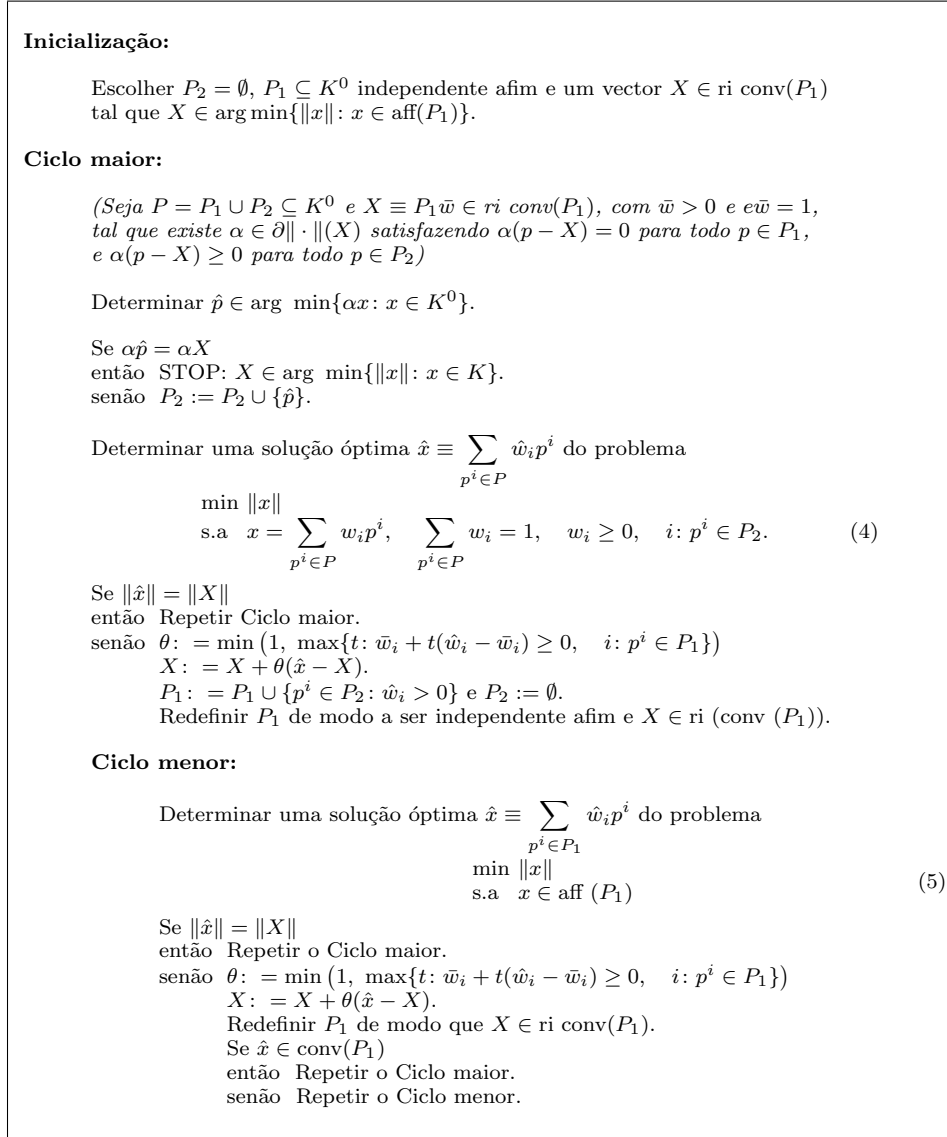 Inicialização:
Escolher P₂ = ∅, P₁ ⊆ K⁰ independente afim e um vector X ∈ ri conv(P₁)
tal que X ∈ arg min{‖x‖: x ∈ aff(P₁)}.
Ciclo maior:
(Seja P = P₁ ∪ P₂ ⊆ K⁰ e X ≡ P₁w̄ ∈ ri conv(P₁), com w̄ > 0 e ew̄ = 1,
tal que existe α ∈ ∂‖ · ‖(X) satisfazendo α(p − X) = 0 para todo p ∈ P₁,
e α(p − X) ≥ 0 para todo p ∈ P₂)
Determinar p̂ ∈ arg min{αx: x ∈ K⁰}.
Se αp̂ = αX
então STOP: X ∈ arg min{‖x‖: x ∈ K}.
senão P₂ := P₂ ∪ {p̂}.
Determinar uma solução óptima x̂ ≡ ∑_{pⁱ∈P} ŵᵢpⁱ do problema
min ‖x‖
s.a x = ∑_{pⁱ∈P} wᵢpⁱ, ∑_{pⁱ∈P} wᵢ = 1, wᵢ ≥ 0, i: pⁱ ∈ P₂. (4)
Se ‖x̂‖ = ‖X‖
então Repetir Ciclo maior.
senão θ: = min (1, max{t: w̄ᵢ + t(ŵᵢ − w̄ᵢ) ≥ 0, i: pⁱ ∈ P₁})
X: = X + θ(x̂ − X).
P₁: = P₁ ∪ {pⁱ ∈ P₂: ŵᵢ > 0} e P₂ := ∅.
Redefinir P₁ de modo a ser independente afim e X ∈ ri (conv (P₁)).
Ciclo menor:
Determinar uma solução óptima x̂ ≡ ∑_{pⁱ∈P₁} ŵᵢpⁱ do problema
min ‖x‖
s.a x ∈ aff (P₁) (5)
Se ‖x̂‖ = ‖X‖
então Repetir o Ciclo maior.
senão θ: = min (1, max{t: w̄ᵢ + t(ŵᵢ − w̄ᵢ) ≥ 0, i: pⁱ ∈ P₁})
X: = X + θ(x̂ − X).
Redefinir P₁ de modo que X ∈ ri conv(P₁).
Se x̂ ∈ conv(P₁)
então Repetir o Ciclo maior.
senão Repetir o Ciclo menor.